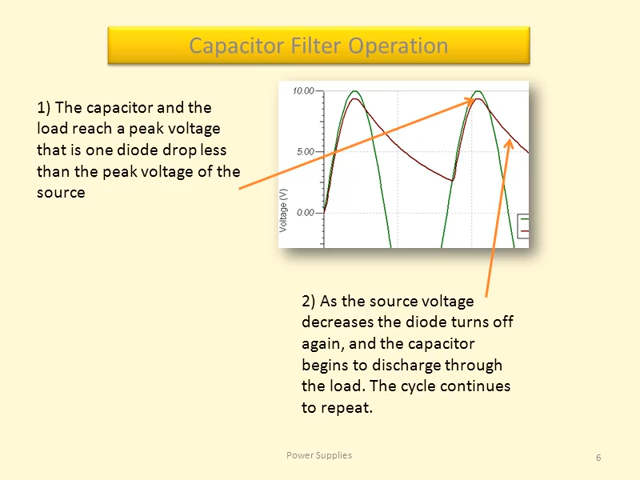 Capacitor Filter Operation
1) The capacitor and the
load reach a peak voltage
that is one diode drop less
than the peak voltage of the
source
10.00
5.00
0.00
Voltage (V)
2) As the source voltage
decreases the diode turns off
again, and the capacitor
begins to discharge through
the load. The cycle continues
to repeat.
Power Supplies
6